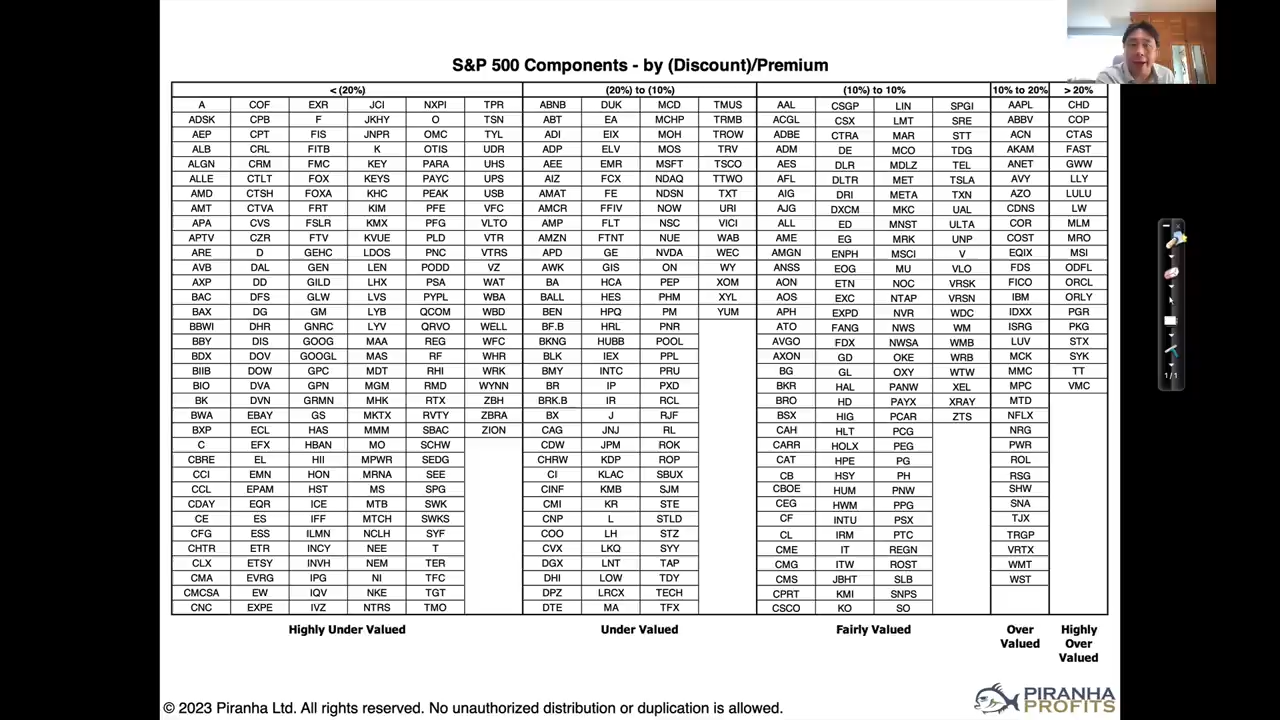 S&P 500 Components - by (Discount)/Premium
< (20%) (20%) to (10%) (10%) to 10% 10% to 20% > 20%
A COF EXR JCI NXPI TPR ABNB DUK MCD TMUS AAL CSGP LIN SPGI AAPL CHD
ADSK CPB F JKHY O TSN ABT EA MCHP TRMB ACGL CSX LMT SRE ABBV COP
AEP CPT FIS JNPR OMC TYL ADI EIX MOH TROW ADBE CTRA MAR STT ACN CTAS
ALB CRL FITB K OTIS UDR ADP ELV MOS TRV ADM DE MCO TDG AKAM FAST
ALGN CRM FMC KEY PARA UHS AEE EMR MSFT TSCO AES DLR MDLZ TEL ANET GWW
ALLE CTLT FOX KEYS PAYC UPS AIZ FCX NDAQ TTWO AFL DLTR MET TSLA AVY LLY
AMD CTSH FOXA KHC PEAK USB AMAT FE NDSN TXT AIG DRI META TXN AZO LULU
AMT CTVA FRT KIM PFE VFC AMCR FFIV NOW URI AJG DXCM MKC UAL CDNS LW
APA CVS FSLR KMX PFG VLTO AMP FLT NSC VICI ALL ED MNST ULTA COR MLM
APTV CZR FTV KVUE PLD VTR AMZN FTNT NUE WAB AME EG MRK UNP COST MRO
ARE D GEHC LDOS PNC VTRS APD GE NVDA WEC AMGN ENPH MSCI V EQIX MSI
AVB DAL GEN LEN PODD VZ AWK GIS ON WY ANSS EOG MU VLO FDS ODFL
AXP DD GILD LHX PSA WAT BA HCA PEP XOM AON ETN NOC VRSK FICO ORCL
BAC DFS GLW LVS PYPL WBA BALL HES PHM XYL AOS EXC NTAP VRSN IBM ORLY
BAX DG GM LYB QCOM WBD BEN HPQ PM YUM APH EXPD NVR WDC IDXX PGR
BBWI DHR GNRC LYV QRVO WELL BF.B HRL PNR ATO FANG NWS WM ISRG PKG
BBY DIS GOOG MAA REG WFC BKNG HUBB POOL AVGO FDX NWSA WMB LUV STX
BDX DOV GOOGL MAS RF WHR BLK IEX PPL AXON GD OKE WRB MCK SYK
BIIB DOW GPC MDT RHI WRK BMY INTC PRU BG GL OXY WTW MMC TT
BIO DVA GPN MGM RMD WYNN BR IP PXD BKR HAL PANW XEL MPC VMC
BK DVN GRMN MHK RTX ZBH BRK.B IR RCL BRO HD PAYX XRAY MTD
BWA EBAY GS MKTX RVTY ZBRA BX J RJF BSX HIG PCAR ZTS NFLX
BXP ECL HAS MMM SBAC ZION CAG JNJ RL CAH HLT PCG NRG
C EFX HBAN MO SCHW CDW JPM ROK CARR HOLX PEG PWR
CBRE EL HII MPWR SEDG CHRW KDP ROP CAT HPE PG ROL
CCI EMN HON MRNA SEE CI KLAC SBUX CB HSY PH RSG
CCL EPAM HST MS SPG CINF KMB SJM CBOE HUM PNW SHW
CDAY EQR ICE MTB SWK CMI KR STE CEG HWM PPG SNA
CE ES IFF MTCH SWKS CNP L STLD CF INTU PSX TJX
CFG ESS ILMN NCLH SYF COO LH STZ CL IRM PTC TRGP
CHTR ETR INCY NEE T CVX LKQ SYY CME IT REGN VRTX
CLX ETSY INVH NEM TER DGX LNT TAP CMG ITW ROST WMT
CMA EVRG IPG NI TFC DHI LOW TDY CMS JBHT SLB WST
CMCSA EW IQV NKE TGT DPZ LRCX TECH CPRT KMI SNPS
CNC EXPE IVZ NTRS TMO DTE MA TFX CSCO KO SO
Highly Under Valued Under Valued Fairly Valued Over Valued Highly Over Valued
1/1
© 2023 Piranha Ltd. All rights reserved. No unauthorized distribution or duplication is allowed.
PIRANHA
PROFITS